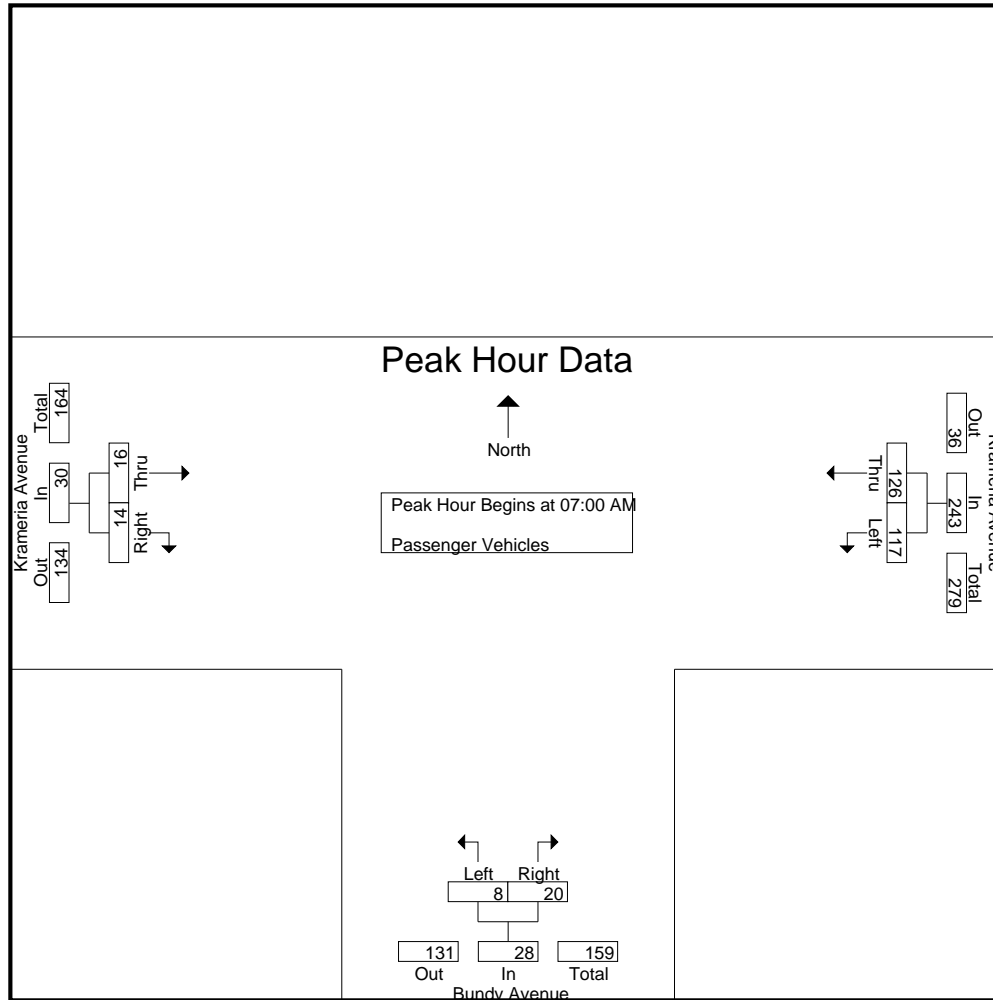 Peak Hour Data
North
Peak Hour Begins at 07:00 AM
Passenger Vehicles
Krameria Avenue
Total
164
In
30
Out
134
16
Thru
14
Right
Out
36
In
243
Total
279
Krameria Avenue
126
Thru
117
Left
Left
8
Right
20
131
28
159
Out
In
Total
Bundy Avenue